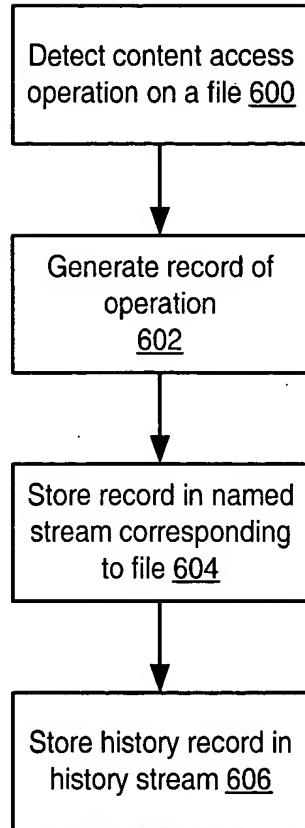 Detect content access
operation on a file 600
Generate record of
operation
602
Store record in named
stream corresponding
to file 604
Store history record in
history stream 606